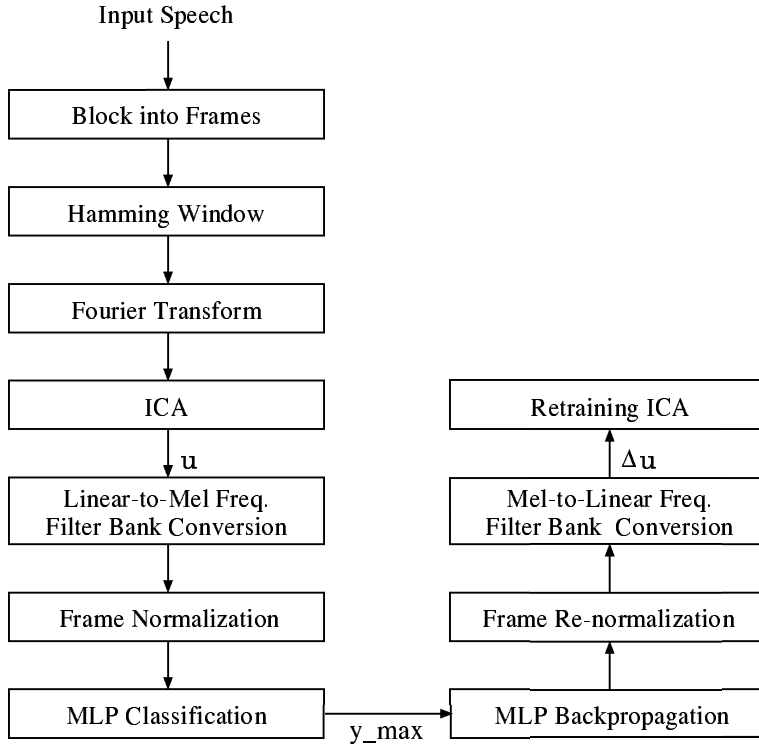 Input Speech
Block into Frames
Hamming Window
Fourier Transform
ICA
u
Linear-to-Mel Freq.
Filter Bank Conversion
Frame Normalization
MLP Classification
y_max
MLP Backpropagation
Frame Re-normalization
Mel-to-Linear Freq.
Filter Bank Conversion
Δu
Retraining ICA